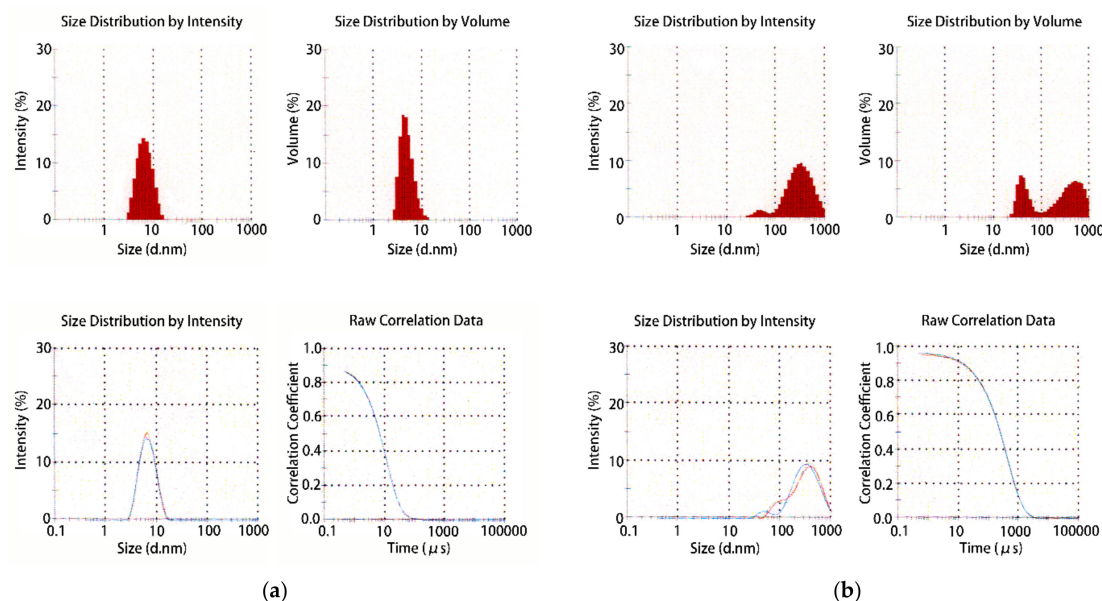 Size Distribution by Intensity
30
20
10
0
Intensity (%)
1
10
100
1000
Size (d.nm)
Size Distribution by Volume
30
20
10
0
Volume (%)
1
10
100
1000
Size (d.nm)
Size Distribution by Intensity
30
20
10
0
Intensity (%)
1
10
100
1000
Size (d.nm)
Size Distribution by Volume
30
20
10
0
Volume (%)
1
10
100
1000
Size (d.nm)
Size Distribution by Intensity
30
20
10
0
Intensity (%)
0.1
1
10
100
1000
Size (d.nm)
Raw Correlation Data
1.0
0.8
0.6
0.4
0.2
0.0
Correlation Coefficient
0.1
10
1000
100000
Time ( μ s)
Size Distribution by Intensity
30
20
10
0
Intensity (%)
0.1
1
10
100
1000
Size (d.nm)
Raw Correlation Data
1.0
0.8
0.6
0.4
0.2
0.0
Correlation Coefficient
0.1
10
1000
100000
Time ( μ s)
(a)
(b)